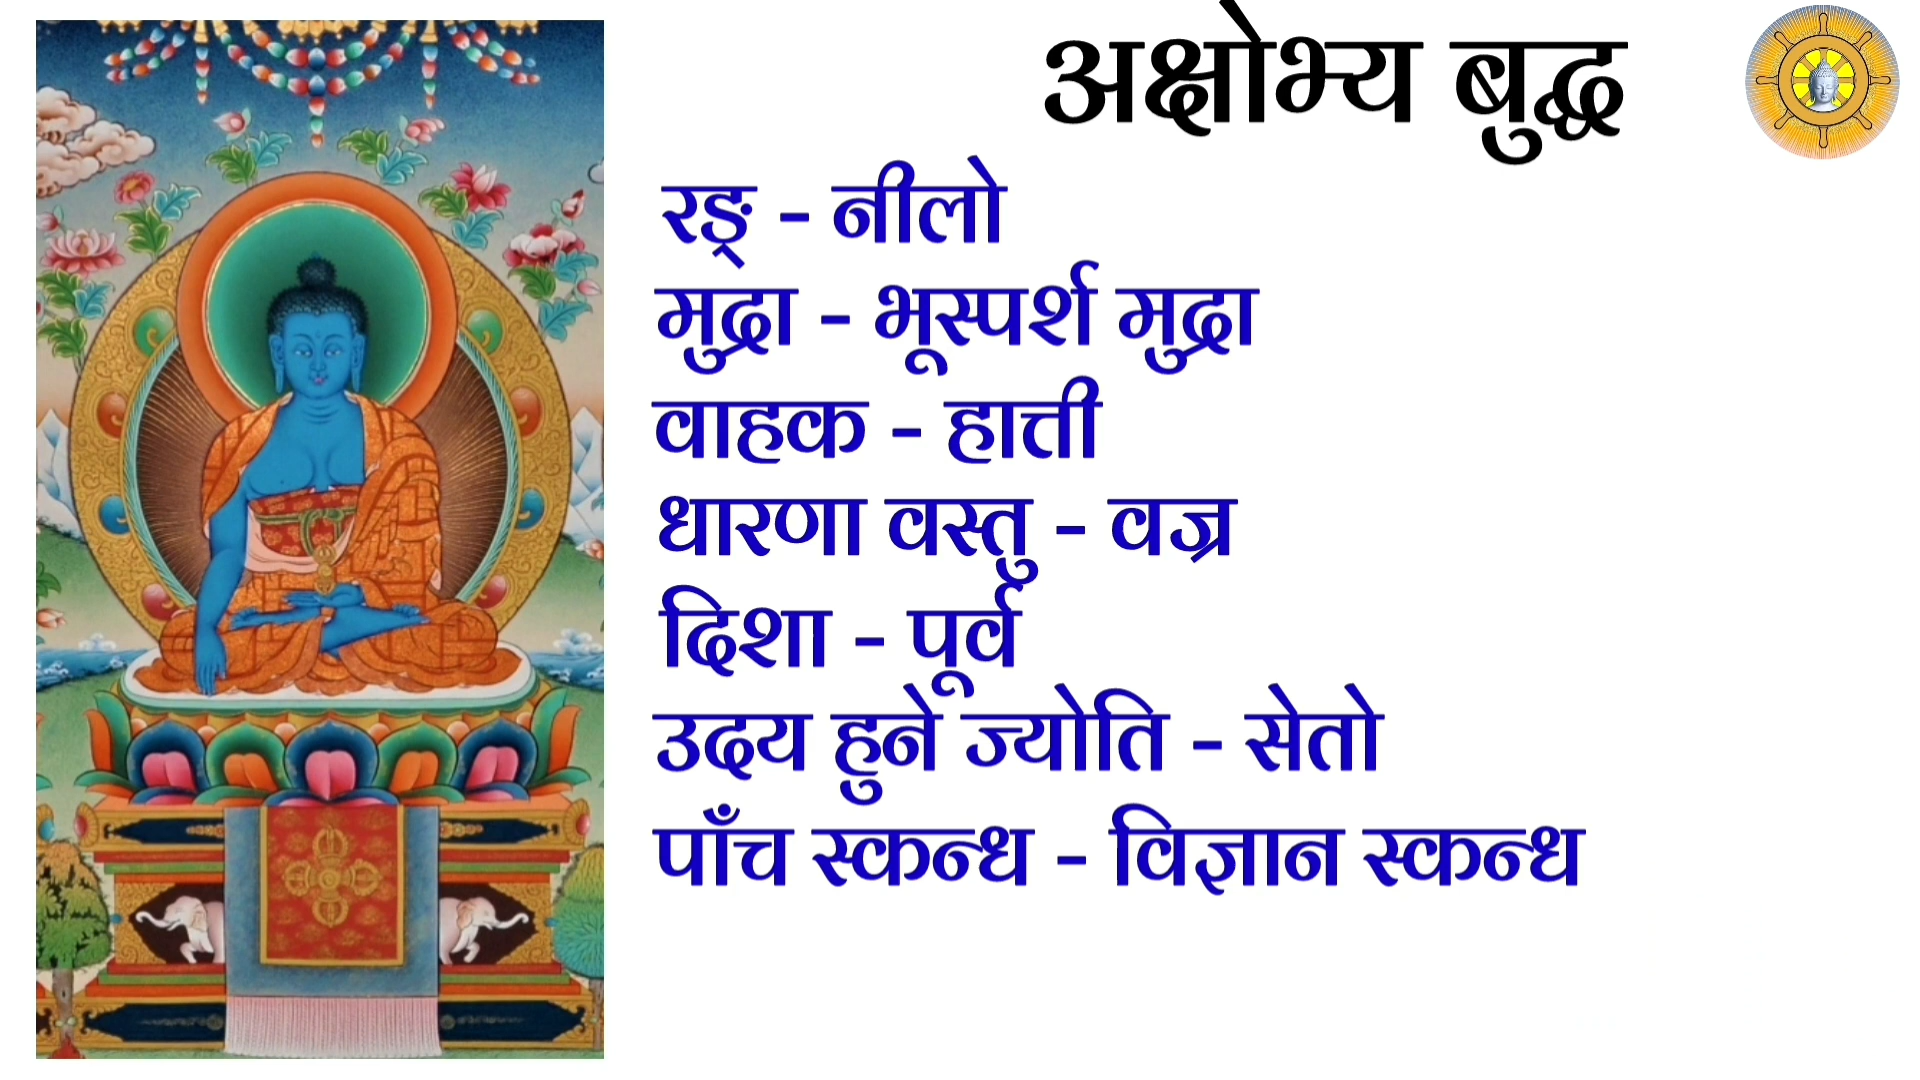 अक्षोभ्य बुद्ध
रङ्ग - नीलो
मुद्रा - भूस्पर्श मुद्रा
वाहक - हात्ती
धारणा वस्तु - वज्र
दिशा - पूर्व
उदय हुने ज्योति - सेतो
पाँच स्कन्ध - विज्ञान स्कन्ध